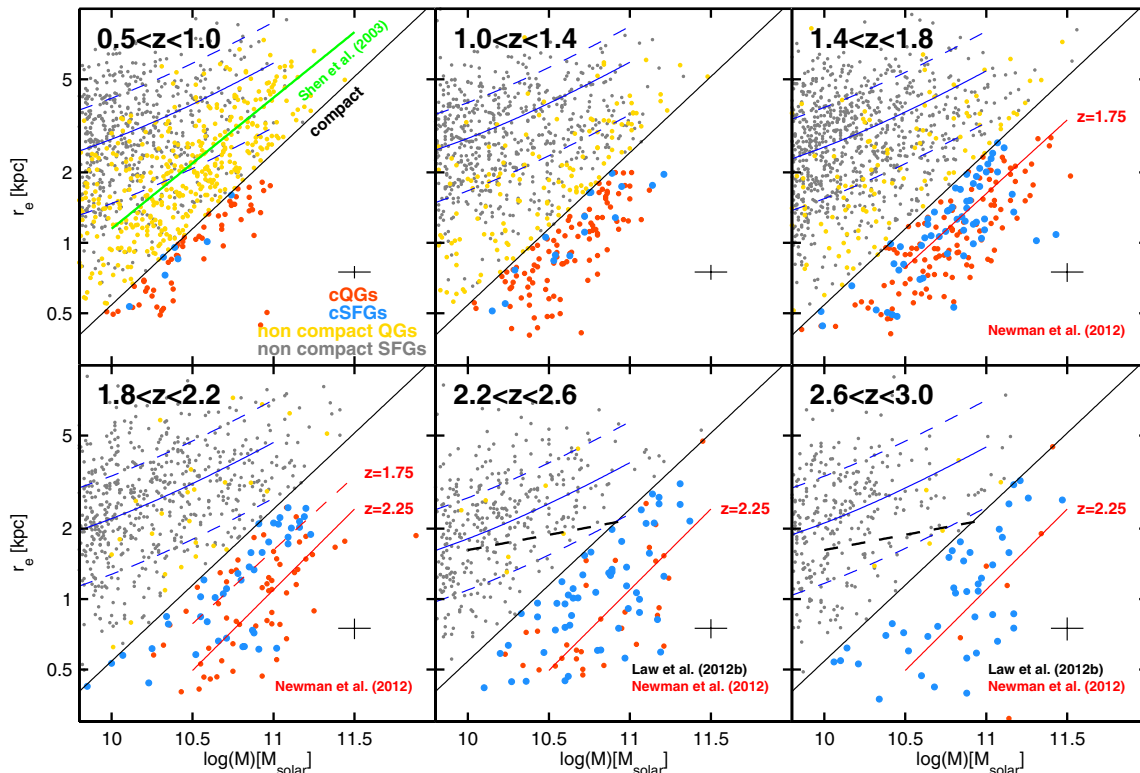 0.5<z<1.0
1.0<z<1.4
1.4<z<1.8
Shen et al. (2003)
compact
z=1.75
5
2
1
0.5
r_e [kpc]
cQGs
cSFGs
non compact QGs
non compact SFGs
Newman et al. (2012)
1.8<z<2.2
2.2<z<2.6
2.6<z<3.0
z=1.75
z=2.25
z=2.25
z=2.25
5
2
1
0.5
r_e [kpc]
Newman et al. (2012)
Law et al. (2012b)
Newman et al. (2012)
Law et al. (2012b)
Newman et al. (2012)
10 10.5 11 11.5
10 10.5 11 11.5
10 10.5 11 11.5
log(M)[M_solar]
log(M)[M_solar]
log(M)[M_solar]